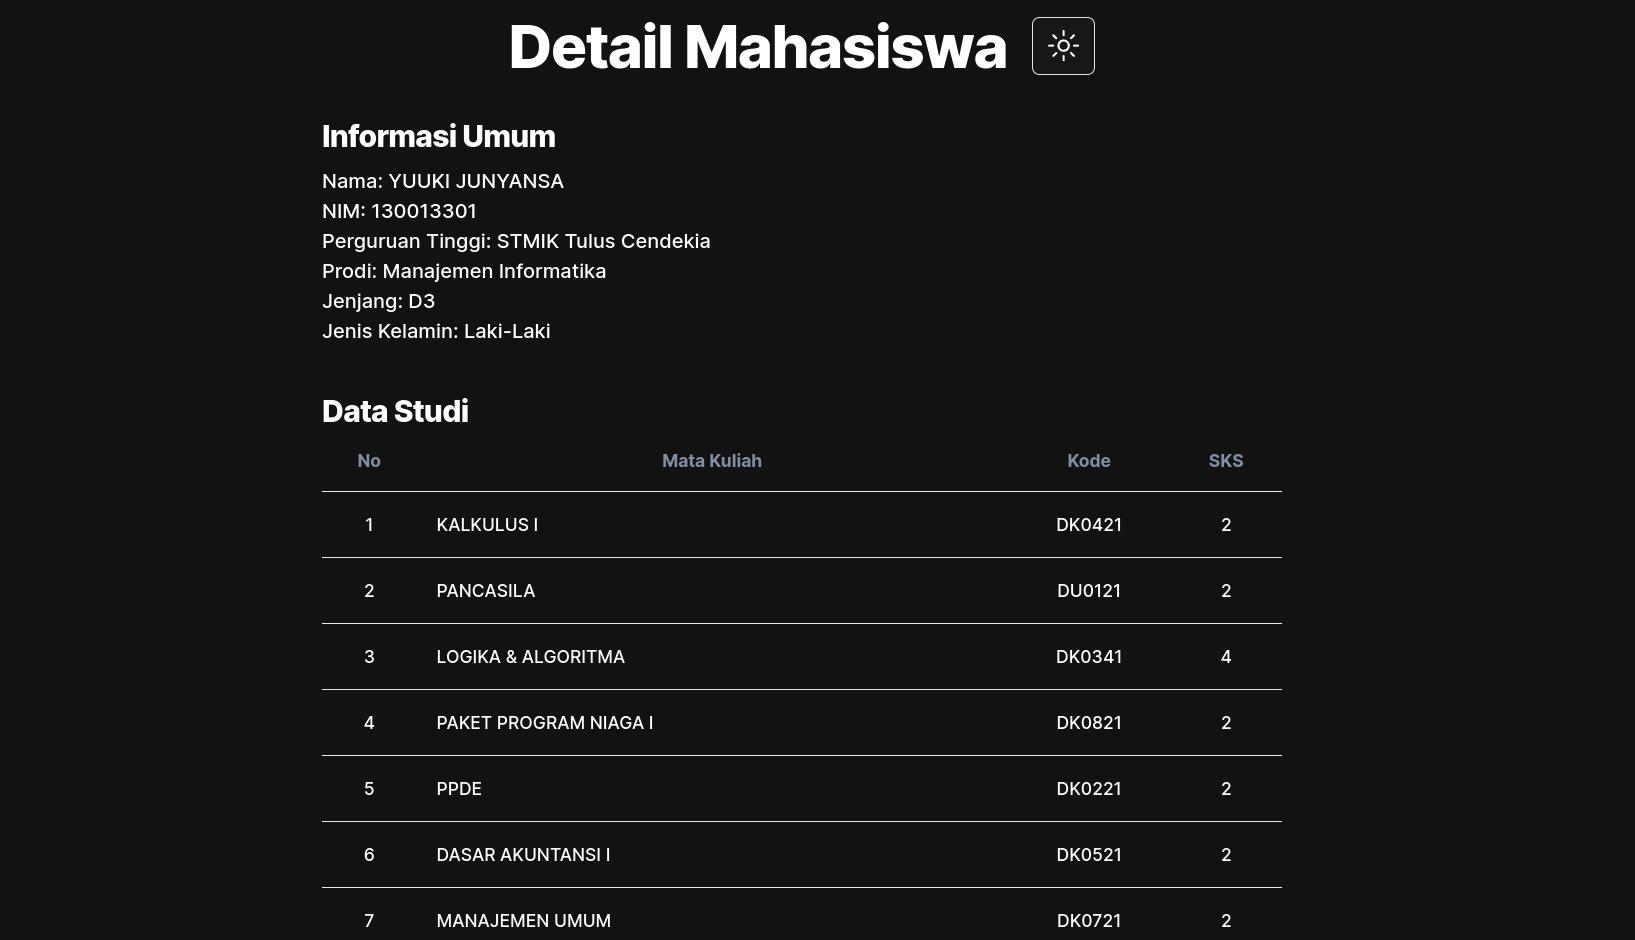 Detail Mahasiswa
Informasi Umum
Nama: YUUKI JUNYANSA
NIM: 130013301
Perguruan Tinggi: STMIK Tulus Cendekia
Prodi: Manajemen Informatika
Jenjang: D3
Jenis Kelamin: Laki-Laki
Data Studi
No Mata Kuliah Kode SKS
1 KALKULUS I DK0421 2
2 PANCASILA DU0121 2
3 LOGIKA & ALGORITMA DK0341 4
4 PAKET PROGRAM NIAGA I DK0821 2
5 PPDE DK0221 2
6 DASAR AKUNTANSI I DK0521 2
7 MANAJEMEN UMUM DK0721 2